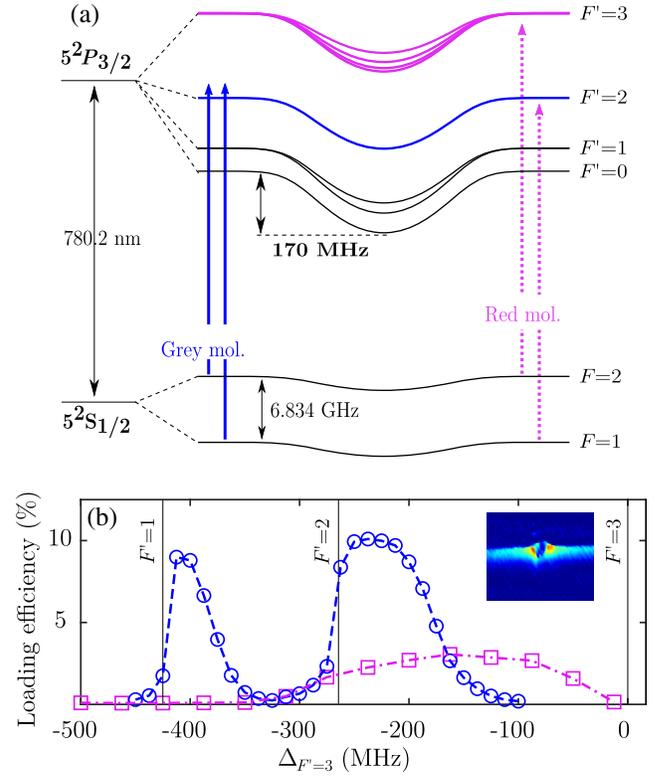 (a)
F'=3
5²P₃/₂
F'=2
F'=1
F'=0
780.2 nm
170 MHz
Red mol.
Grey mol.
F=2
6.834 GHz
5²S₁/₂
F=1
(b)
Loading efficiency (%)
10
5
F'=1
F'=2
F'=3
-500
-400
-300
-200
-100
0
Δ_F'=3 (MHz)